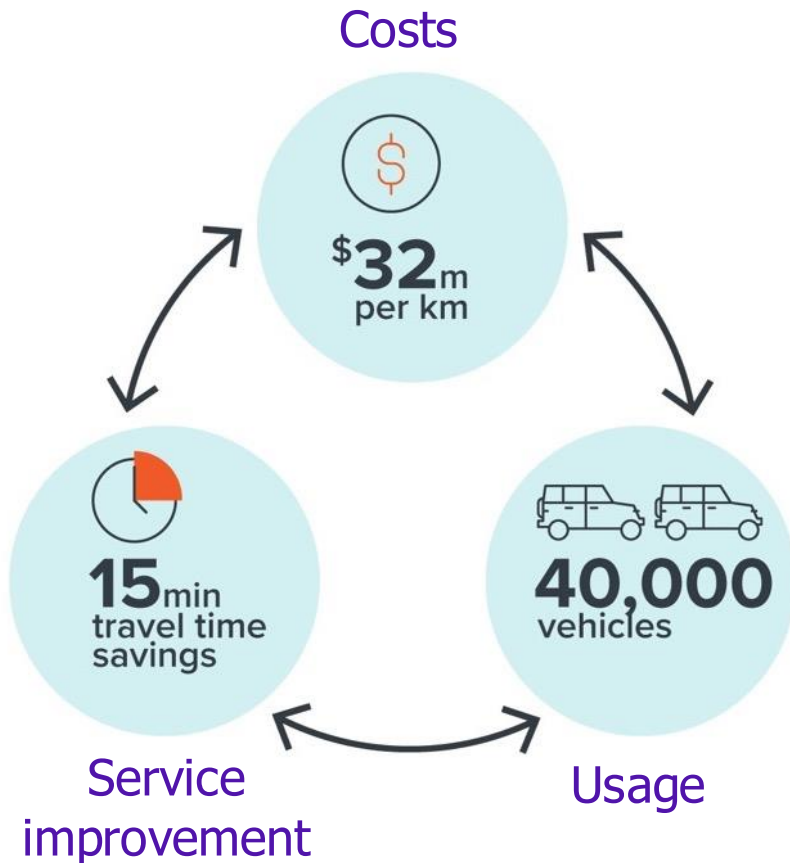 Costs
$
$32m
per km
15min
travel time
savings
40,000
vehicles
Service
improvement
Usage